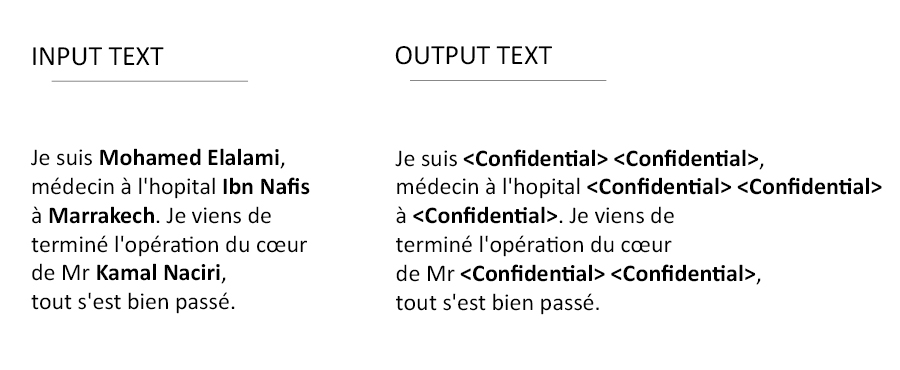 INPUT TEXT
Je suis Mohamed Elalami,
médecin à l'hopital Ibn Nafis
à Marrakech. Je viens de
terminé l'opération du cœur
de Mr Kamal Naciri,
tout s'est bien passé.
OUTPUT TEXT
Je suis <Confidential> <Confidential>,
médecin à l'hopital <Confidential> <Confidential>
à <Confidential>. Je viens de
terminé l'opération du cœur
de Mr <Confidential> <Confidential>,
tout s'est bien passé.